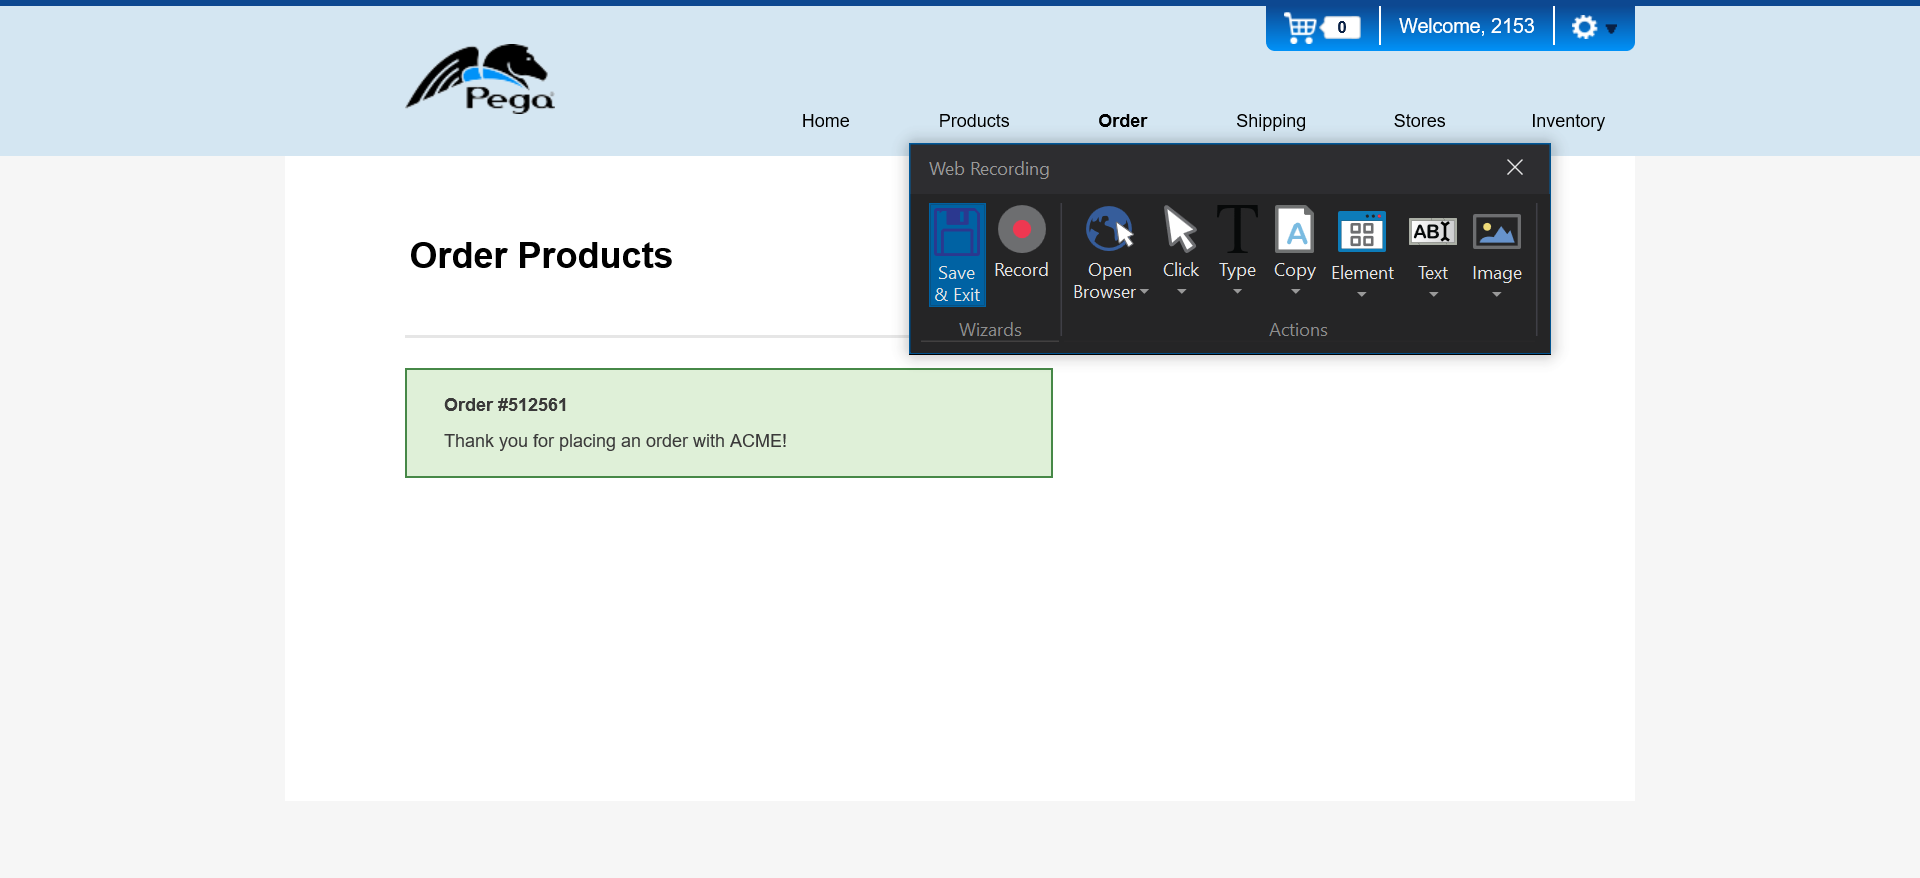 0
Welcome, 2153
Pega
Home
Products
Order
Shipping
Stores
Inventory
Web Recording
Save
& Exit
Record
Open
Browser
Click
Type
Copy
Element
Text
Image
Wizards
Actions
T
A
AB
Order Products
Order #512561
Thank you for placing an order with ACME!